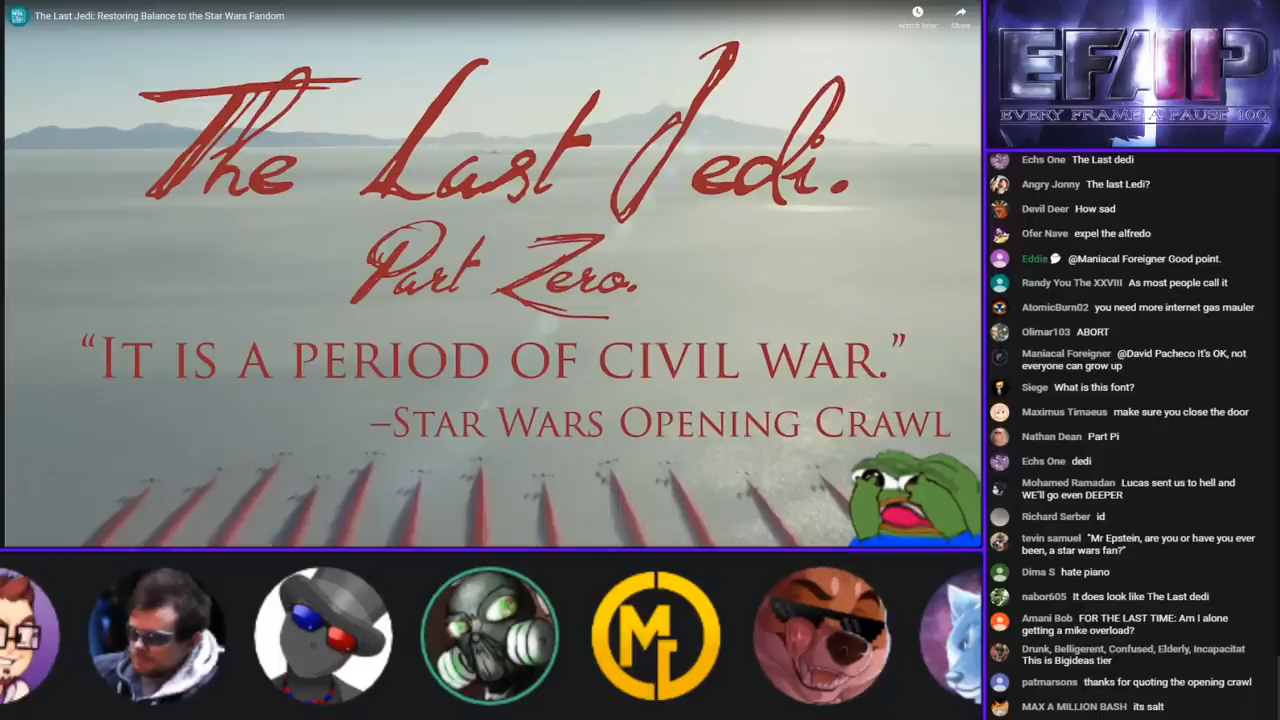 The Last Jedi: Restoring Balance to the Star Wars Fandom
Watch later
Share
The Last Jedi.
Part Zero.
“IT IS A PERIOD OF CIVIL WAR.”
–STAR WARS OPENING CRAWL
EFAP
EVERY FRAME A PAUSE 100
Echs One The Last dedi
Angry Jonny The last Ledi?
Devil Deer How sad
Ofer Nave expel the alfredo
Eddie @Maniacal Foreigner Good point.
Randy You The XXVIII As most people call it
AtomicBurn02 you need more internet gas mauler
Olimar103 ABORT
Maniacal Foreigner @David Pacheco It's OK, not
everyone can grow up
Siege What is this font?
Maximus Timaeus make sure you close the door
Nathan Dean Part Pi
Echs One dedi
Mohamed Ramadan Lucas sent us to hell and
WE'll go even DEEPER
Richard Serber id
tevin samuel "Mr Epstein, are you or have you ever
been, a star wars fan?"
Dima S hate piano
nabor605 It does look like The Last dedi
Amani Bob FOR THE LAST TIME: Am I alone
getting a mike overload?
Drunk, Belligerent, Confused, Elderly, Incapacitat
This is Bigideas tier
patmarsons thanks for quoting the opening crawl
MAX A MILLION BASH its salt